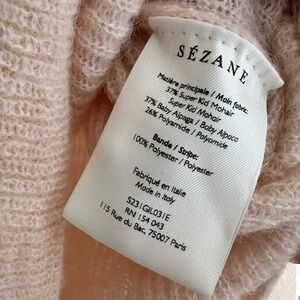 SÉZANE
Matière principale / Main fabric:
37% Super Kid Mohair
Super Kid Mohair
37% Baby Alpaga / Baby Alpaca
26% Polyamide / Polyamide
Bande / Stripe:
100% Polyester / Polyester
Fabriqué en Italie
Made in Italy
S231GIL031E
RN 154 043
115 Rue du Bac, 75007 Paris